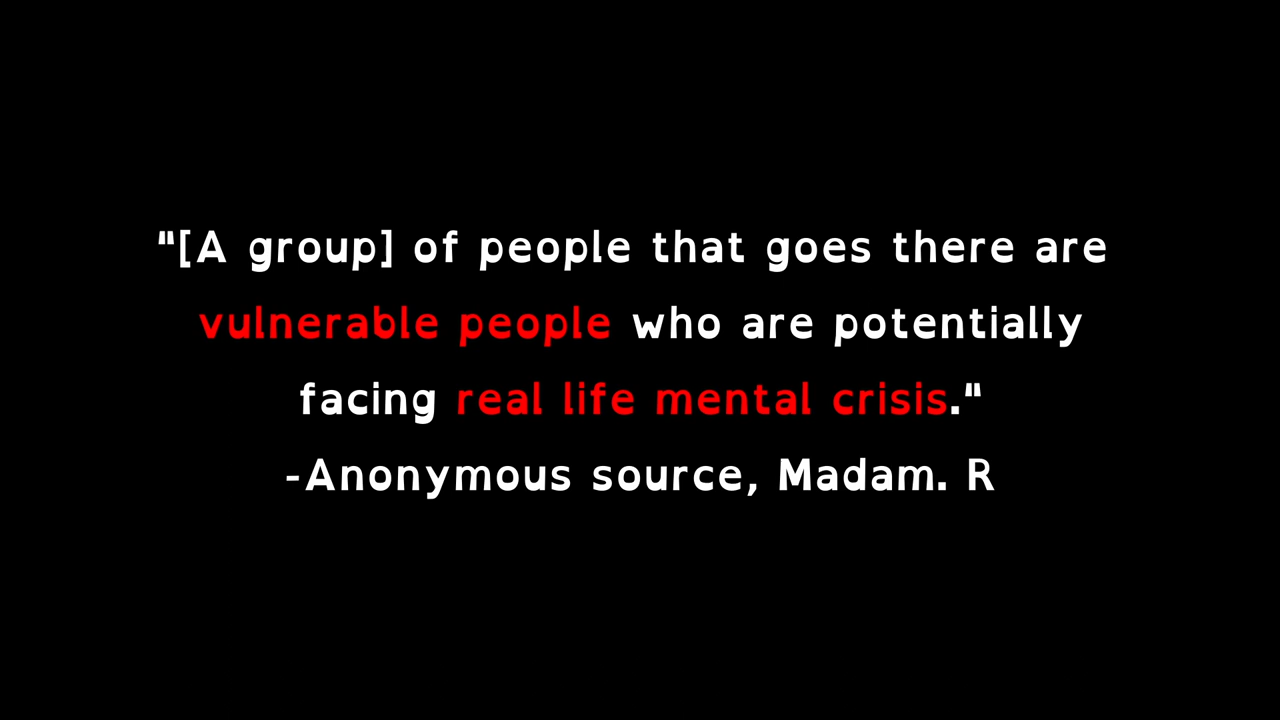 "[A group] of people that goes there are
vulnerable people who are potentially
facing real life mental crisis."
-Anonymous source, Madam. R